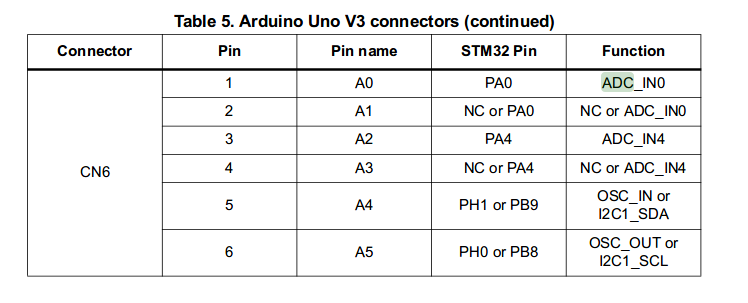 Table 5. Arduino Uno V3 connectors (continued)
Connector Pin Pin name STM32 Pin Function
CN6
1 A0 PA0 ADC_IN0
2 A1 NC or PA0 NC or ADC_IN0
3 A2 PA4 ADC_IN4
4 A3 NC or PA4 NC or ADC_IN4
5 A4 PH1 or PB9 OSC_IN or
I2C1_SDA
6 A5 PH0 or PB8 OSC_OUT or
I2C1_SCL